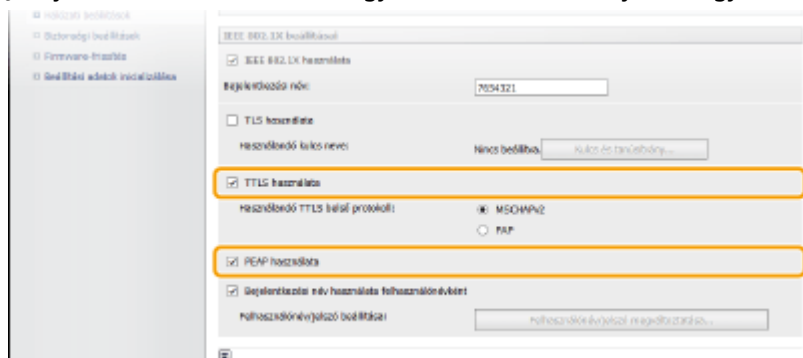 Hálózati beállítások
Biztonsági beállítások
Firmware-frissítés
Beállítási adatok inicializálása
IEEE 802.1X beállításai
IEEE 802.1X használata
Bejelentkezési név:
7654321
TLS használata
Használandó kulcs neve:
Nincs beállítva.
Kulcs és tanúsítvány...
TTLS használata
Használandó TTLS belső protokoll:
MSCHAPv2
PAP
PEAP használata
Bejelentkezési név használata felhasználónévként
Felhasználónév/jelszó beállításai
Felhasználónév/jelszó megváltoztatása...